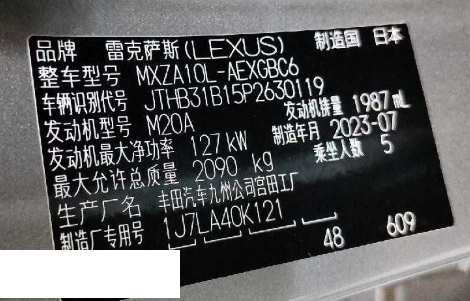 品牌 雷克萨斯(LEXUS) 制造国 日本
整车型号 MXZA10L-AEXGBC6
车辆识别代号 JTHB31B15P2630119
发动机型号 M20A 发动机排量 1987 mL
发动机最大净功率 127 kW 制造年月 2023-07
最大允许总质量 2090 kg 乘坐人数 5
生产厂名 丰田汽车九州公司宫田工厂
制造厂专用号 1J7LA40K121
48 609